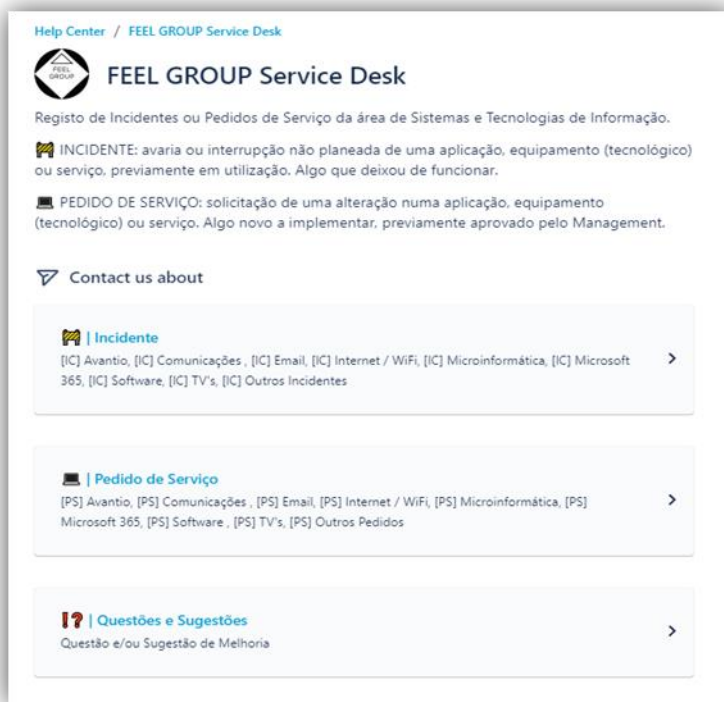 Help Center / FEEL GROUP Service Desk
FEEL
GROUP
FEEL GROUP Service Desk
Registo de Incidentes ou Pedidos de Serviço da área de Sistemas e Tecnologias de Informação.
🚧 INCIDENTE: avaria ou interrupção não planeada de uma aplicação, equipamento (tecnológico)
ou serviço, previamente em utilização. Algo que deixou de funcionar.
💻 PEDIDO DE SERVIÇO: solicitação de uma alteração numa aplicação, equipamento
(tecnológico) ou serviço. Algo novo a implementar, previamente aprovado pelo Management.
Contact us about
🚧 | Incidente
[IC] Avantio, [IC] Comunicações , [IC] Email, [IC] Internet / WiFi, [IC] Microinformática, [IC] Microsoft
365, [IC] Software, [IC] TV's, [IC] Outros Incidentes
💻 | Pedido de Serviço
[PS] Avantio, [PS] Comunicações , [PS] Email, [PS] Internet / WiFi, [PS] Microinformática, [PS]
Microsoft 365, [PS] Software , [PS] TV's, [PS] Outros Pedidos
⁉ | Questões e Sugestões
Questão e/ou Sugestão de Melhoria